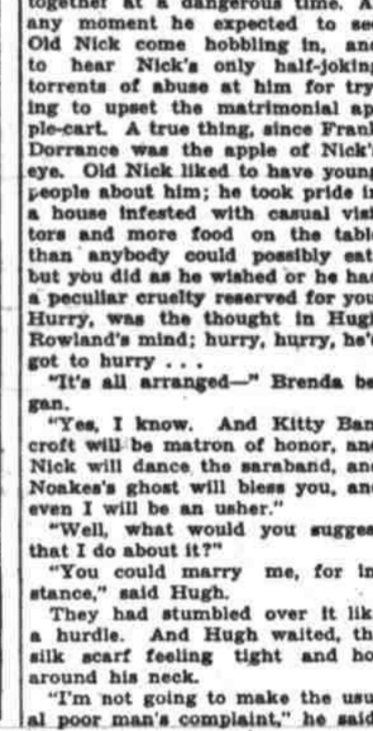 together at a dangerous time. A
any moment he expected to se
Old Nick come hobbling in, an
to hear Nick's only half-jokin
torrents of abuse at him for try
ing to upset the matrimonial ap
ple-cart. A true thing, since Fran
Dorrance was the apple of Nick'
eye. Old Nick liked to have youn
people about him; he took pride i
a house infested with casual visi
tors and more food on the tabl
than anybody could possibly eat
but you did as he wished or he ha
a peculiar cruelty reserved for you
Hurry, was the thought in Hug
Rowland's mind; hurry, hurry, he'
got to hurry . . .
"It's all arranged—" Brenda be
gan.
"Yes, I know. And Kitty Ban
croft will be matron of honor, an
Nick will dance the saraband, an
Noakes's ghost will bless you, an
even I will be an usher."
"Well, what would you sugges
that I do about it?"
"You could marry me, for in
stance," said Hugh.
They had stumbled over it lik
a hurdle. And Hugh waited, th
silk scarf feeling tight and ho
around his neck.
"I'm not going to make the usu
al poor man's complaint," he said